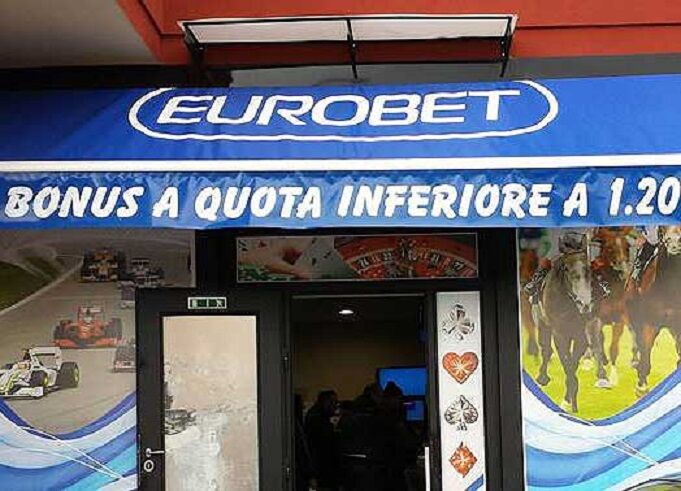 EUROBET
BONUS A QUOTA INFERIORE A 1.20